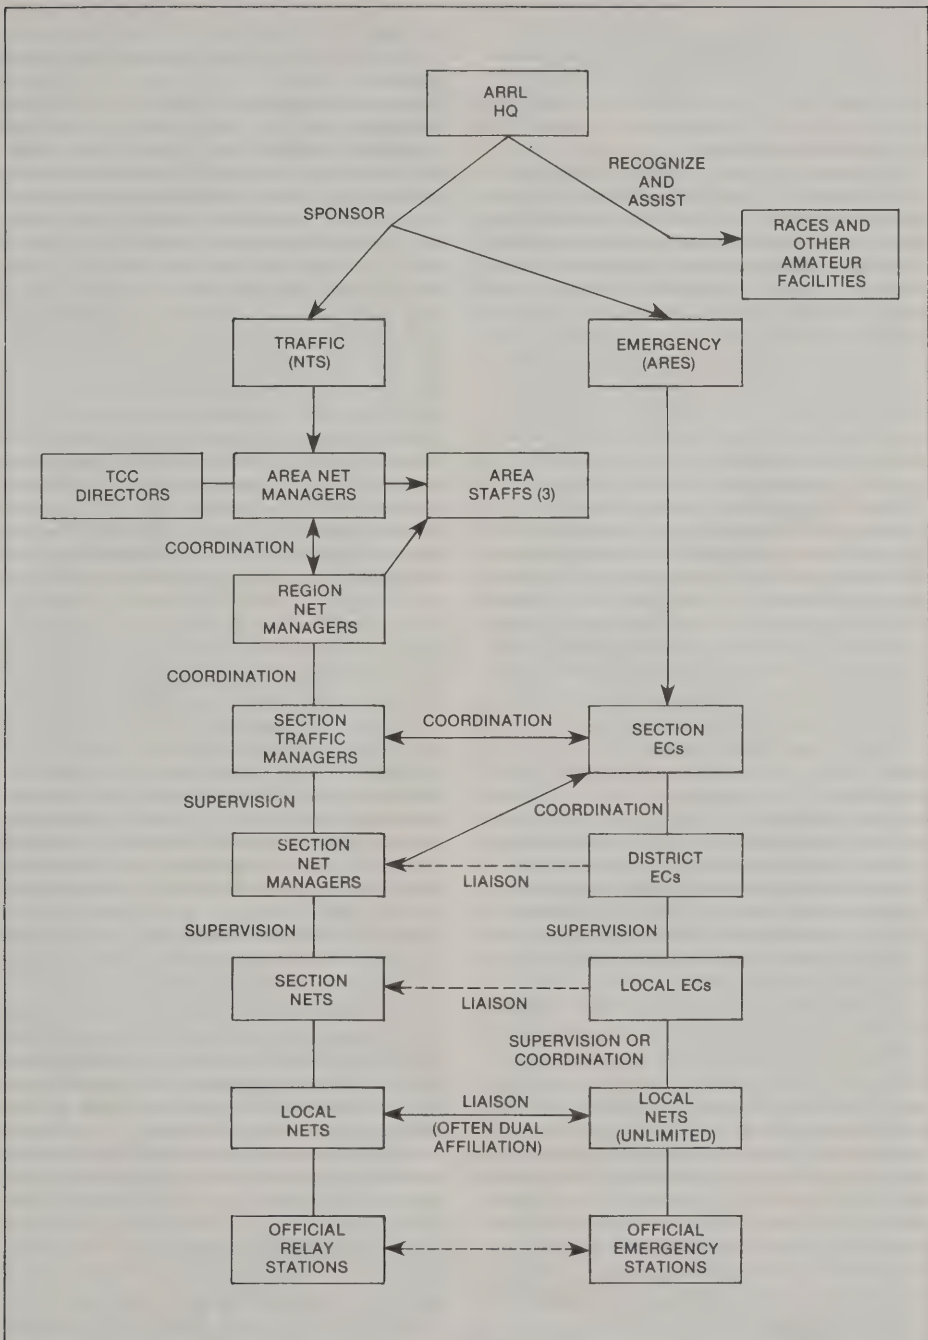 ARRL
HQ
RECOGNIZE
AND
ASSIST
SPONSOR
RACES AND
OTHER
AMATEUR
FACILITIES
TRAFFIC
(NTS)
EMERGENCY
(ARES)
TCC
DIRECTORS
AREA NET
MANAGERS
AREA
STAFFS (3)
COORDINATION
REGION
NET
MANAGERS
COORDINATION
SECTION
TRAFFIC
MANAGERS
COORDINATION
SECTION
ECs
SUPERVISION
COORDINATION
SECTION
NET
MANAGERS
LIAISON
DISTRICT
ECs
SUPERVISION
SUPERVISION
SECTION
NETS
LIAISON
LOCAL ECs
SUPERVISION OR
COORDINATION
LOCAL
NETS
LIAISON
(OFTEN DUAL
AFFILIATION)
LOCAL
NETS
(UNLIMITED)
OFFICIAL
RELAY
STATIONS
OFFICIAL
EMERGENCY
STATIONS